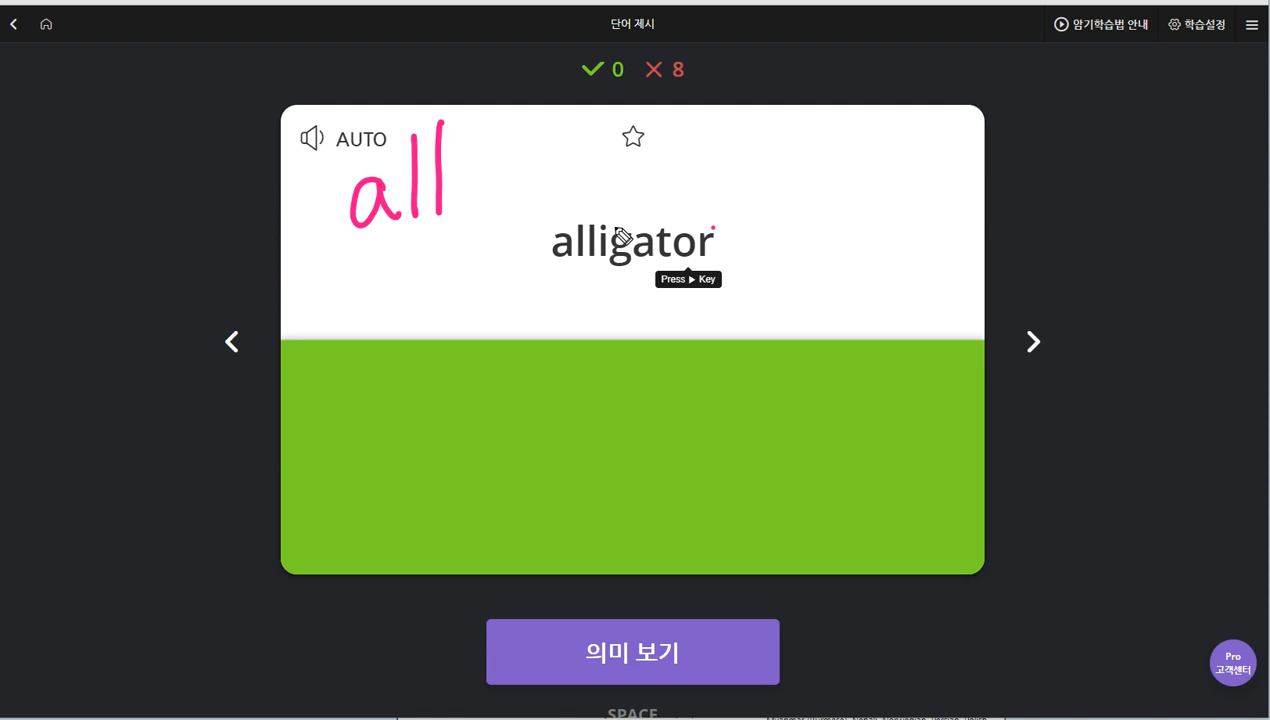 단어 제시
암기학습법 안내
학습설정
0 8
AUTO
all
alligator
Press ▶ Key
의미 보기
SPACE
Pro
고객센터